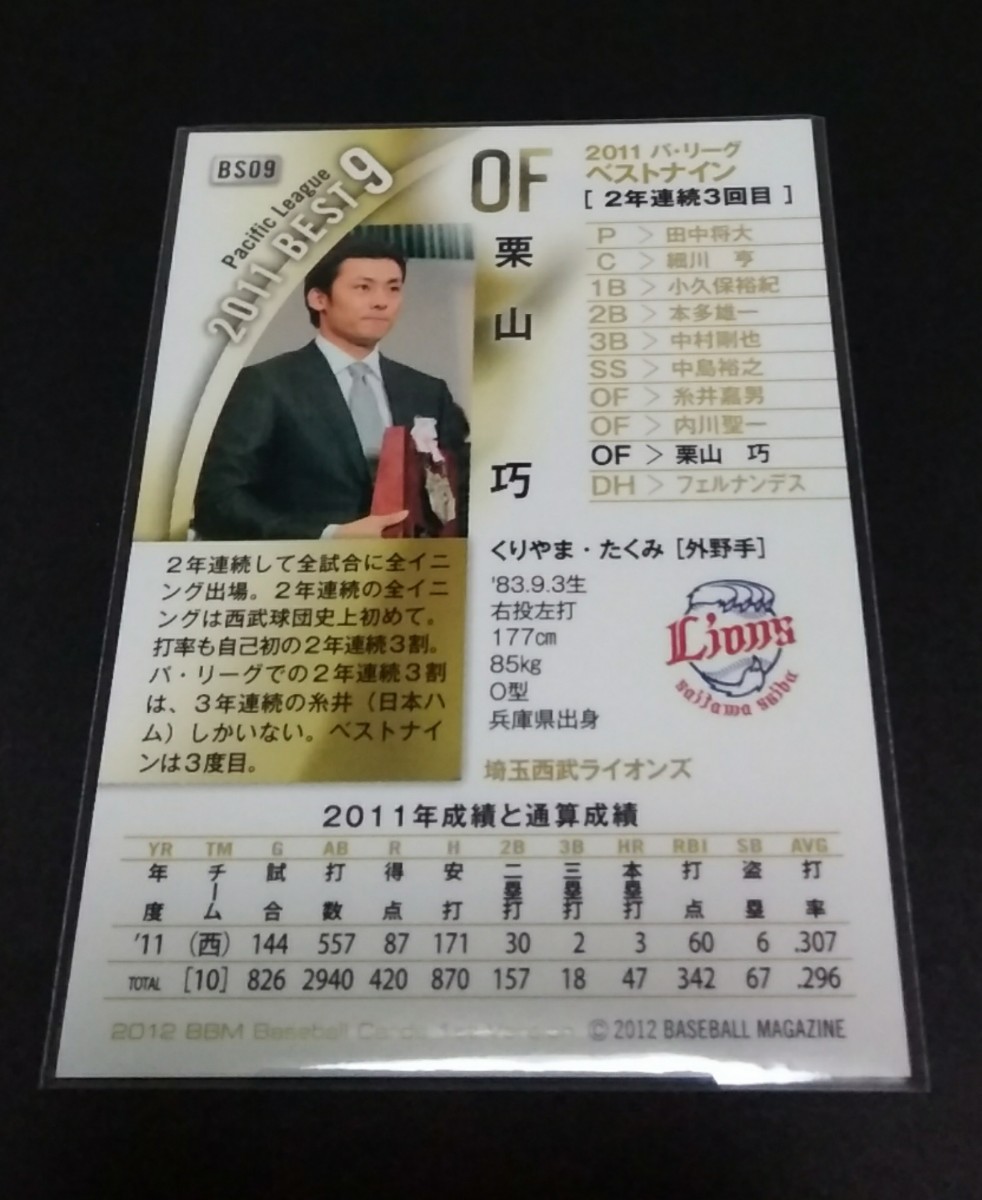 BS09
Pacific League
2011 BEST 9
OF
栗山 巧
2011 パ・リーグ
ベストナイン
[ 2年連続3回目 ]
P > 田中将大
C > 細川 亨
1B > 小久保裕紀
2B > 本多雄一
3B > 中村剛也
SS > 中島裕之
OF > 糸井嘉男
OF > 内川聖一
OF > 栗山 巧
DH > フェルナンデス
2年連続して全試合に全イニ
ング出場。2年連続の全イニ
ングは西武球団史上初めて。
打率も自己初の2年連続3割。
パ・リーグでの2年連続3割
は、3年連続の糸井（日本ハ
ム）しかいない。ベストナイ
ンは3度目。
くりやま・たくみ [外野手]
'83.9.3生
右投左打
177㎝
85㎏
O型
兵庫県出身
Lions
saitama seibu
埼玉西武ライオンズ
2011年成績と通算成績
YR TM G AB R H 2B 3B HR RBI SB AVG
年度 チーム 試合 打数 得点 安打 二塁打 三塁打 本塁打 打点 盗塁 打率
'11 (西) 144 557 87 171 30 2 3 60 6 .307
TOTAL [10] 826 2940 420 870 157 18 47 342 67 .296
2012 BBM Baseball Cards 1st Version © 2012 BASEBALL MAGAZINE